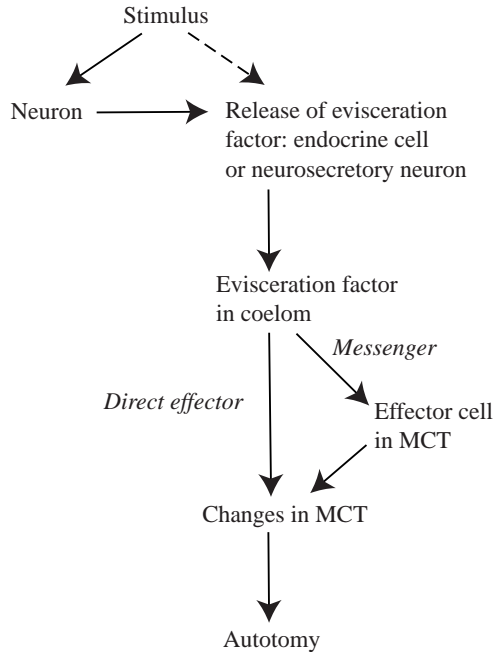 Stimulus
Neuron
Release of evisceration
factor: endocrine cell
or neurosecretory neuron
Evisceration factor
in coelom
Messenger
Direct effector
Effector cell
in MCT
Changes in MCT
Autotomy